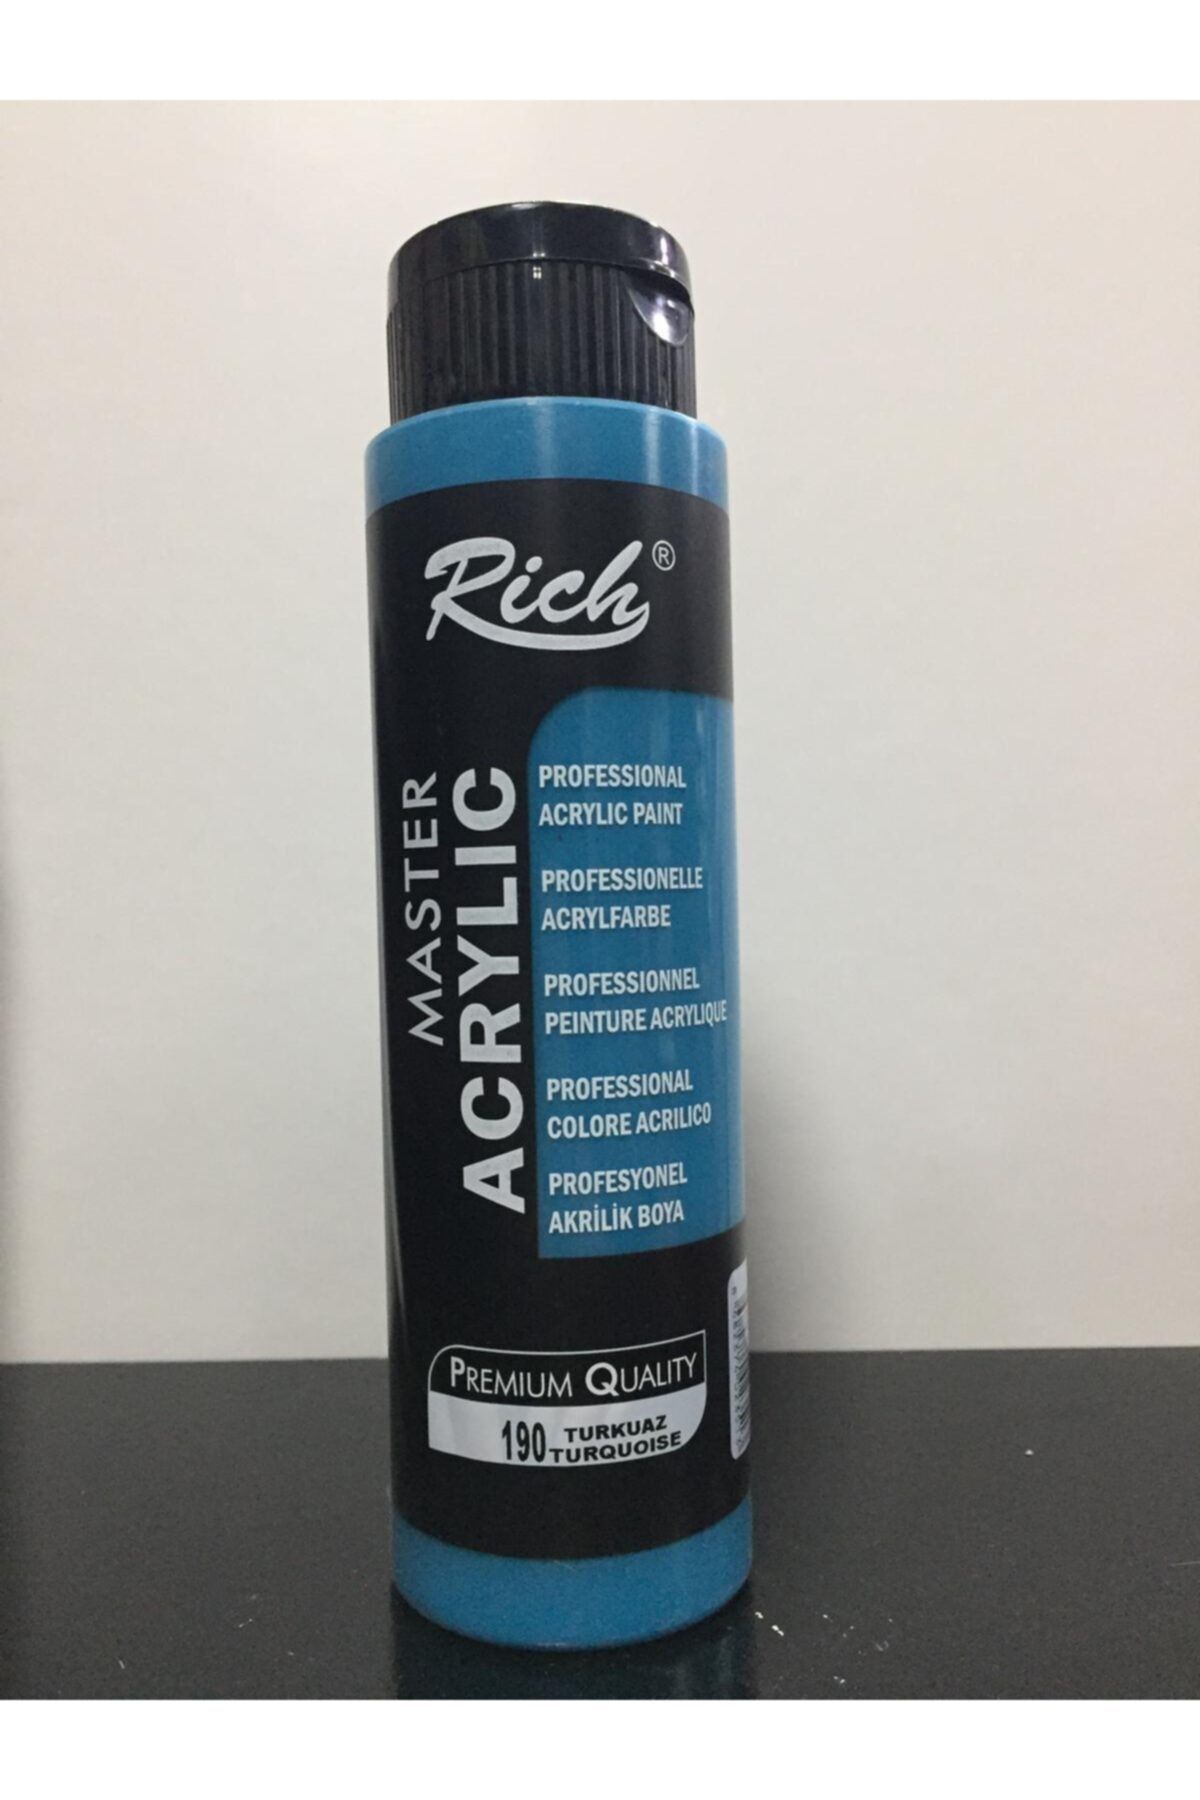 Rich®
MASTER
ACRYLIC
PROFESSIONAL
ACRYLIC PAINT
PROFESSIONELLE
ACRYLFARBE
PROFESSIONNEL
PEINTURE ACRYLIQUE
PROFESSIONAL
COLORE ACRILICO
PROFESYONEL
AKRİLİK BOYA
PREMIUM QUALITY
190 TURKUAZ
TURQUOISE